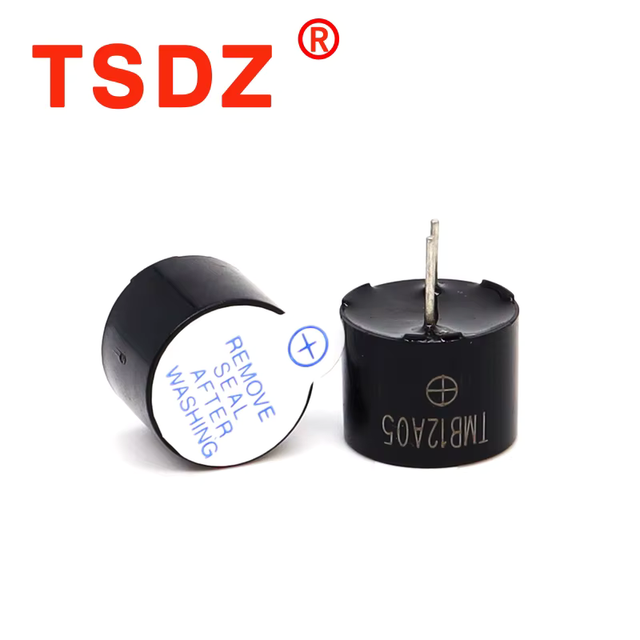 TSDZ ®
REMOVE
SEAL
AFTER
WASHING
TMB12A05